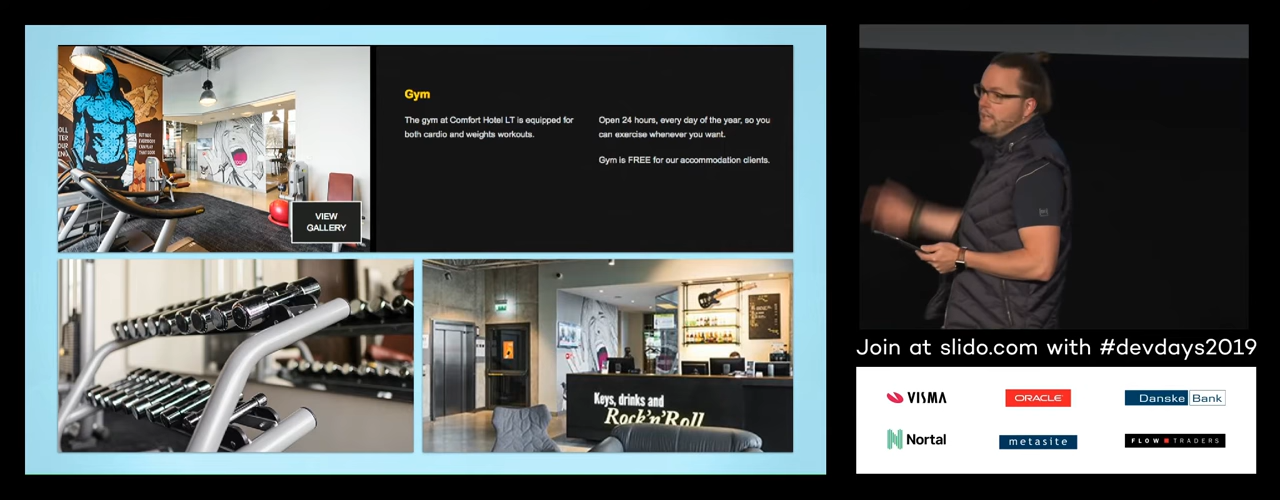 Gym
The gym at Comfort Hotel LT is equipped for
both cardio and weights workouts.
Open 24 hours, every day of the year, so you
can exercise whenever you want.
Gym is FREE for our accommodation clients.
VIEW
GALLERY
Keys, drinks and
Rock'n'Roll
Join at slido.com with #devdays2019
VISMA
ORACLE
Danske Bank
Nortal
metasite
FLOW TRADERS